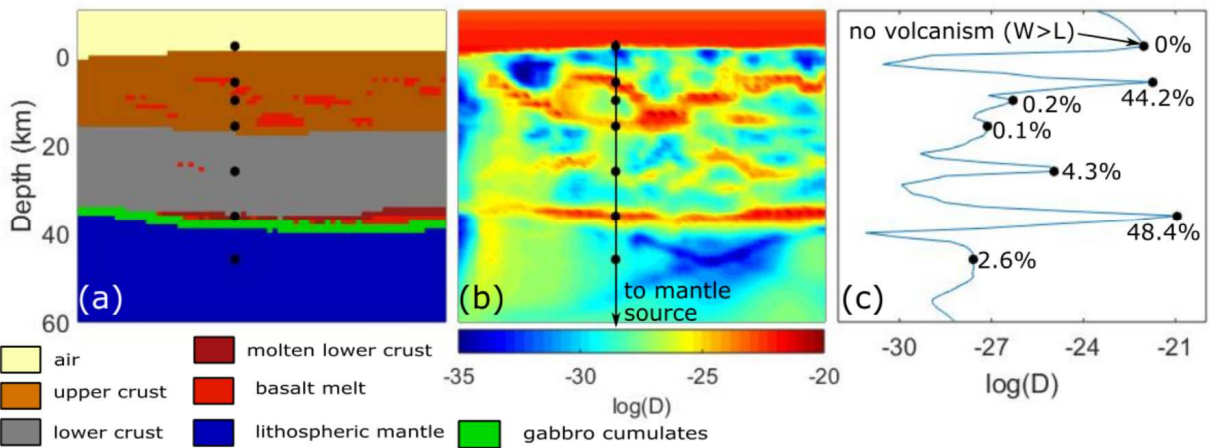 0
20
40
60
Depth (km)
(a)
air
upper crust
lower crust
molten lower crust
basalt melt
lithospheric mantle
gabbro cumulates
(b)
to mantle
source
-35
-30
-25
-20
log(D)
no volcanism (W>L)
0%
44.2%
0.2%
0.1%
4.3%
48.4%
2.6%
(c)
-30
-27
-24
-21
log(D)